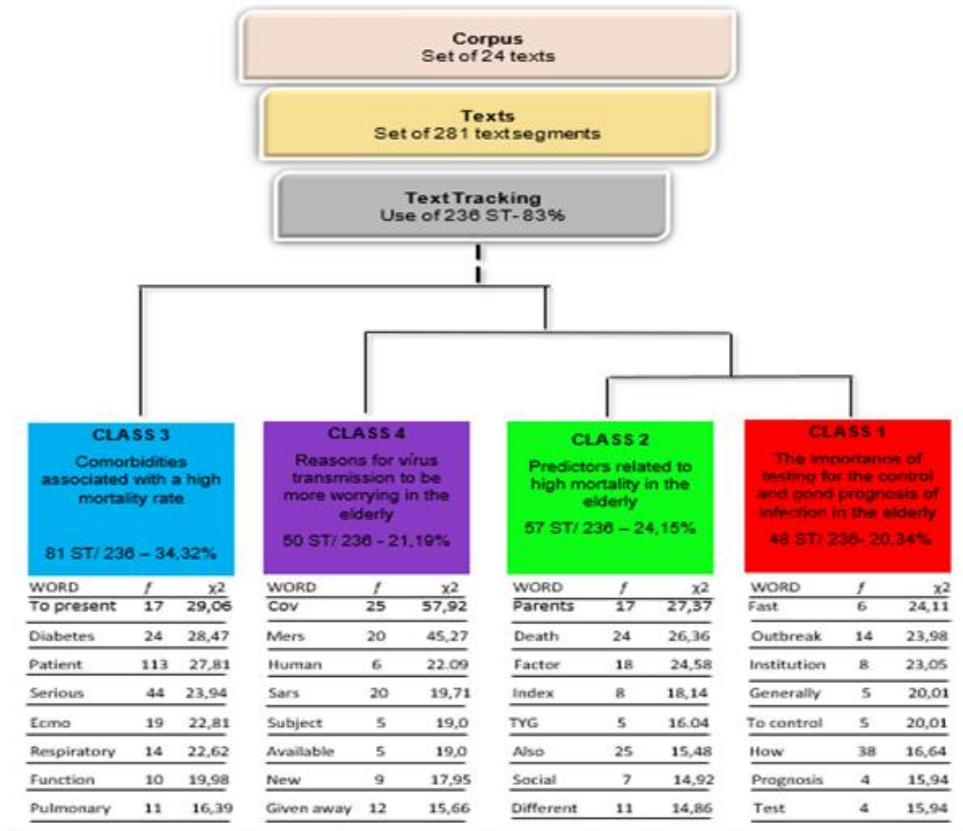 Corpus
Set of 24 texts
Texts
Set of 281 text segments
Text Tracking
Use of 236 ST- 83%
CLASS 3
Comorbidities
associated with a high
mortality rate
81 ST/ 236 – 34,32%
WORD f χ2
To present 17 29,06
Diabetes 24 28,47
Patient 113 27,81
Serious 44 23,94
Ecmo 19 22,81
Respiratory 14 22,62
Function 10 19,98
Pulmonary 11 16,39
CLASS 4
Reasons for vírus
transmission to be
more worrying in the
elderly
50 ST/ 236 - 21,19%
WORD f χ2
Cov 25 57,92
Mers 20 45,27
Human 6 22.09
Sars 20 19,71
Subject 5 19,0
Available 5 19,0
New 9 17,95
Given away 12 15,66
CLASS 2
Predictors related to
high mortality in the
elderly
57 ST/ 236 – 24,15%
WORD f χ2
Parents 17 27,37
Death 24 26,36
Factor 18 24,58
Index 8 18,14
TYG 5 16.04
Also 25 15,48
Social 7 14,92
Different 11 14,86
CLASS 1
The importance of
testing for the control
and good prognosis of
infection in the elderly
48 ST/ 236- 20,34%
WORD f χ2
Fast 6 24,11
Outbreak 14 23,98
Institution 8 23,05
Generally 5 20,01
To control 5 20,01
How 38 16,64
Prognosis 4 15,94
Test 4 15,94